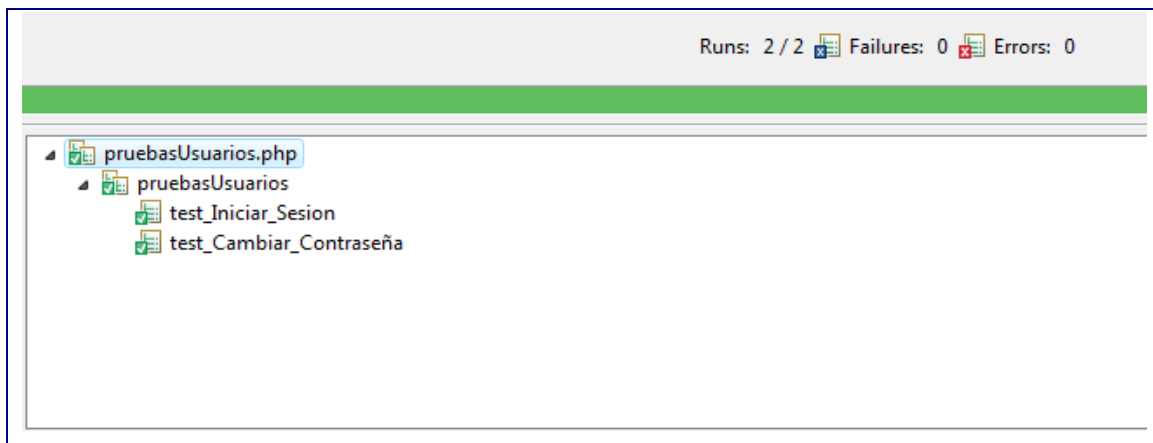 Runs: 2 / 2 Failures: 0 Errors: 0
pruebasUsuarios.php
pruebasUsuarios
test_Iniciar_Sesion
test_Cambiar_Contraseña